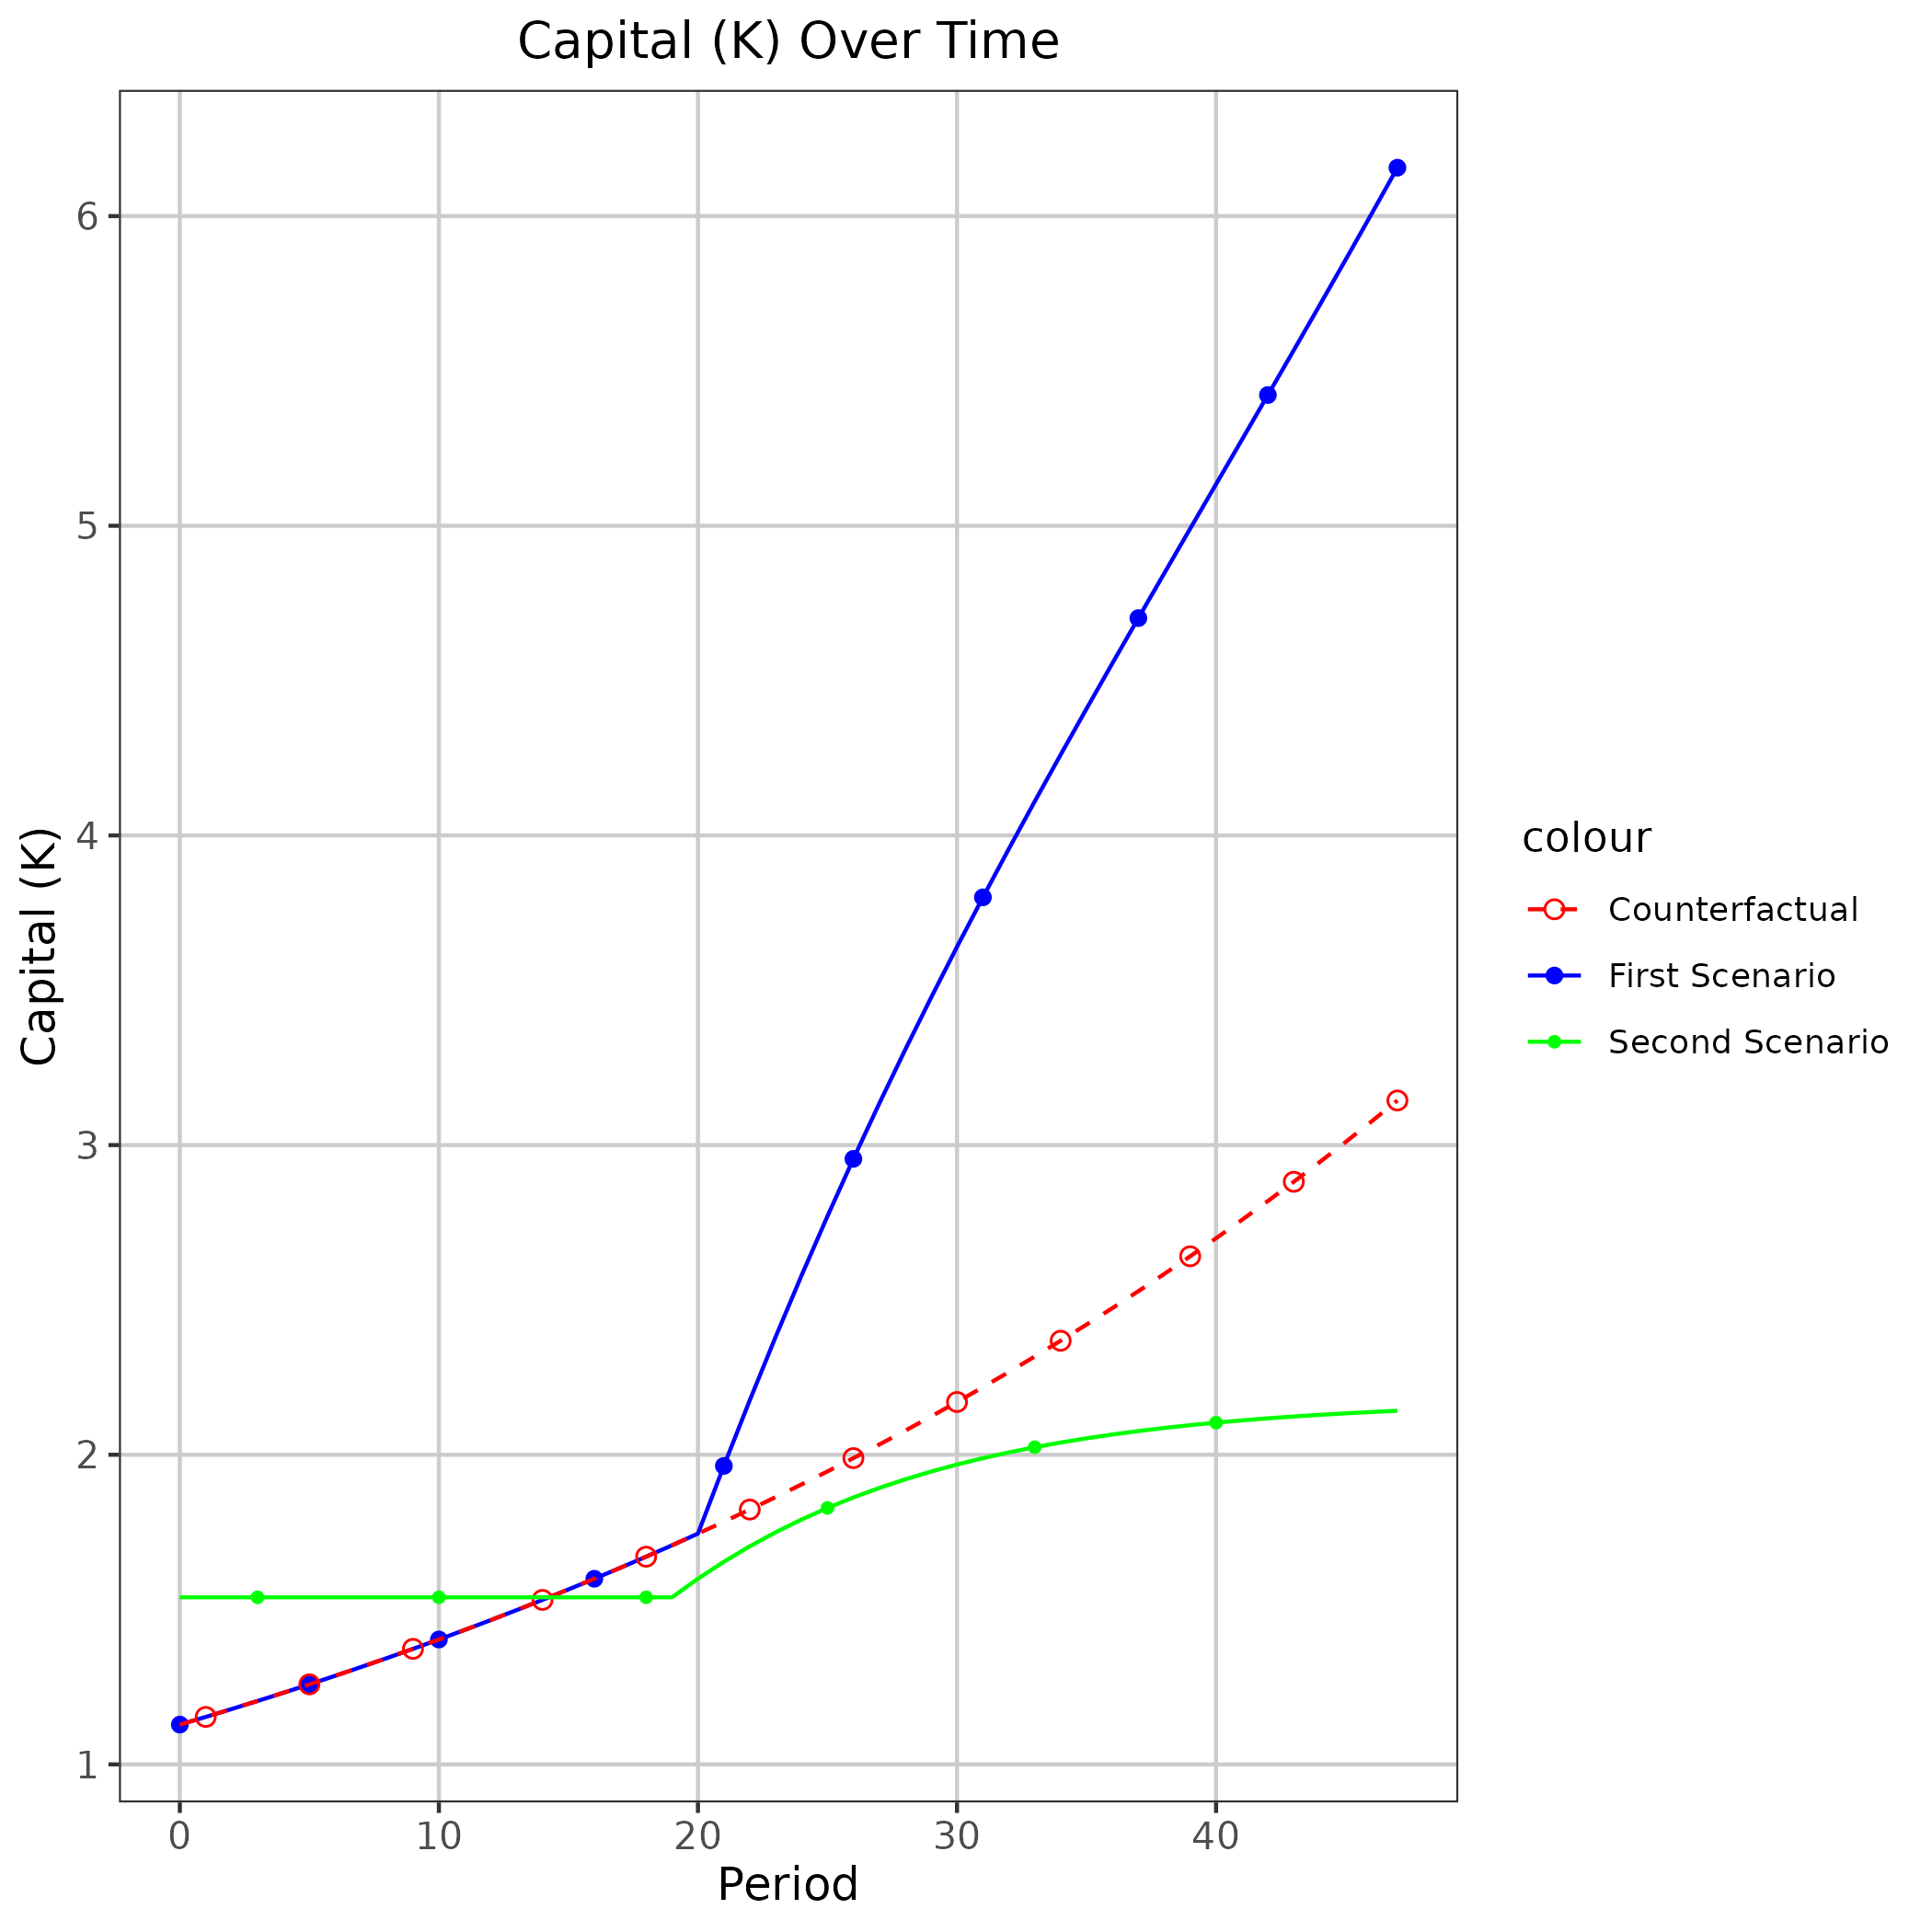 Capital (K) Over Time
6
5
4
3
2
1
Capital (K)
0 10 20 30 40
Period
colour
Counterfactual
First Scenario
Second Scenario